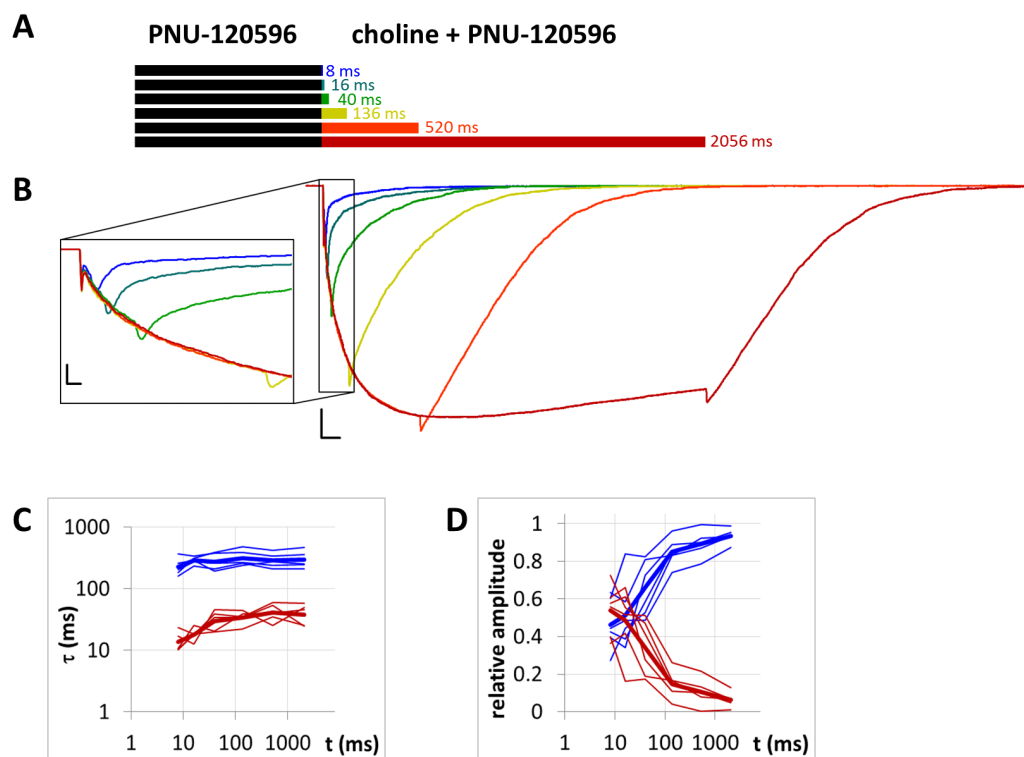 A
PNU-120596 choline + PNU-120596
8 ms
16 ms
40 ms
136 ms
520 ms
2056 ms
B
C
1000
100
10
1
τ (ms)
1 10 100 1000 t (ms)
D
1
0.8
0.6
0.4
0.2
0
relative amplitude
1 10 100 1000 t (ms)